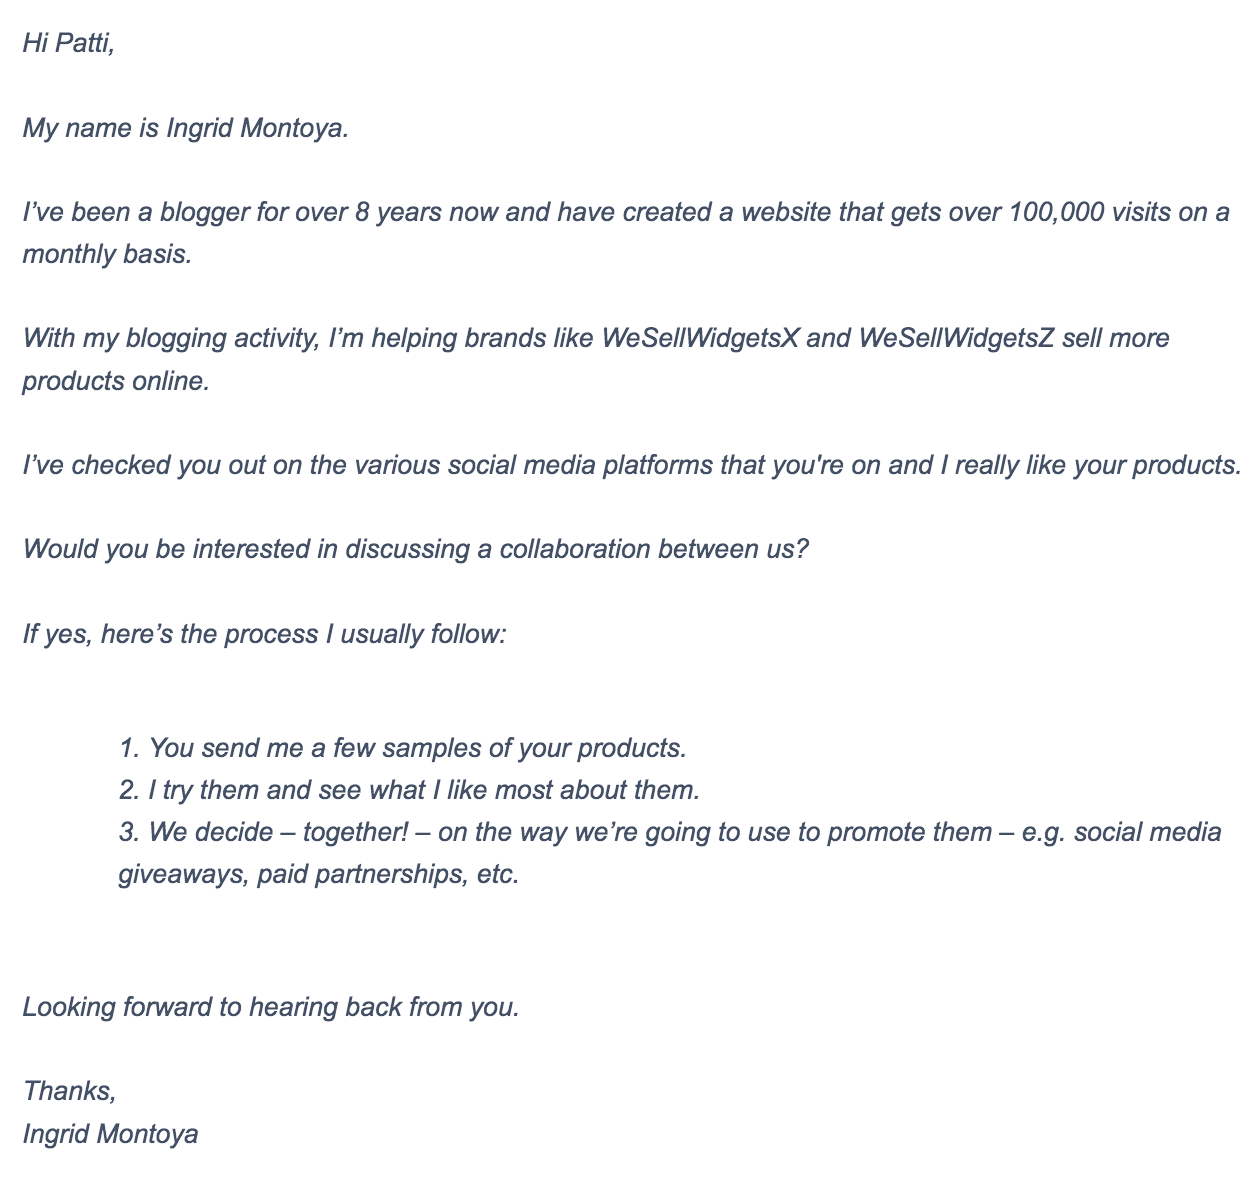 Hi Patti,
My name is Ingrid Montoya.
I’ve been a blogger for over 8 years now and have created a website that gets over 100,000 visits on a
monthly basis.
With my blogging activity, I’m helping brands like WeSellWidgetsX and WeSellWidgetsZ sell more
products online.
I’ve checked you out on the various social media platforms that you're on and I really like your products.
Would you be interested in discussing a collaboration between us?
If yes, here’s the process I usually follow:
1. You send me a few samples of your products.
2. I try them and see what I like most about them.
3. We decide – together! – on the way we’re going to use to promote them – e.g. social media
giveaways, paid partnerships, etc.
Looking forward to hearing back from you.
Thanks,
Ingrid Montoya